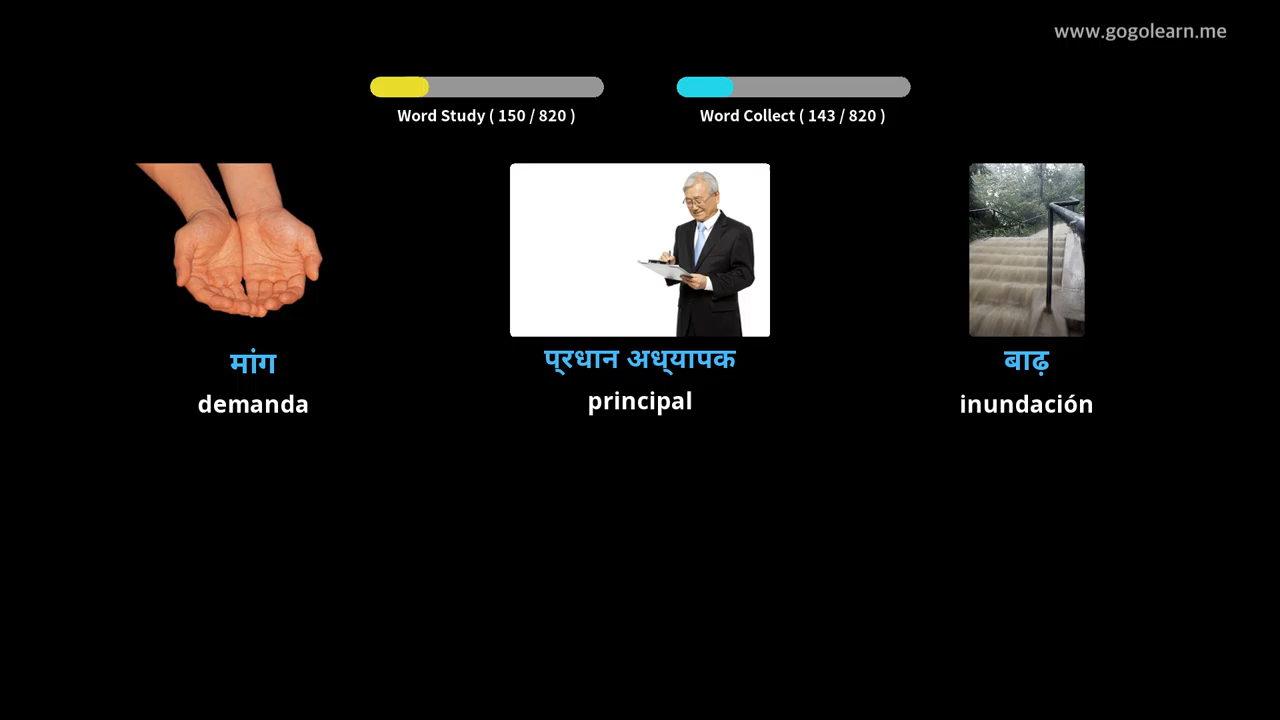 www.gogolearn.me
Word Study ( 150 / 820 )
Word Collect ( 143 / 820 )
मांग
demanda
प्रधान अध्यापक
principal
बाढ़
inundación